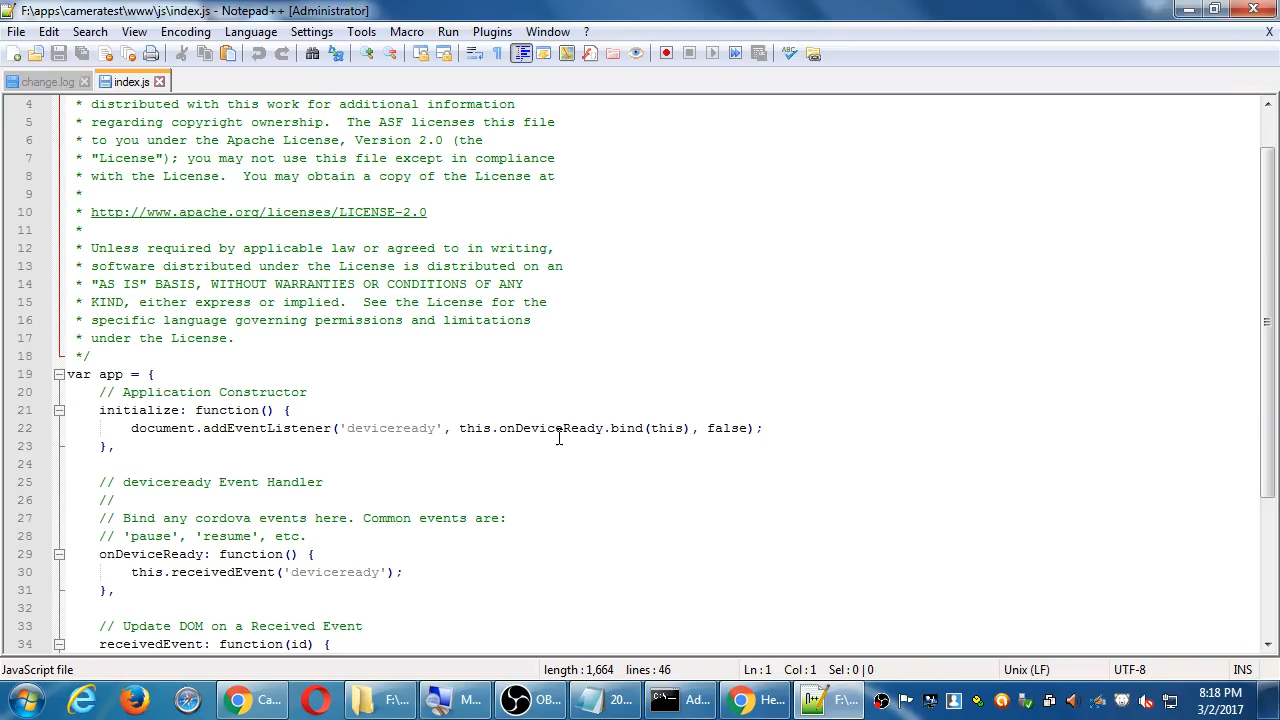 F:\apps\cameratest\www\js\index.js - Notepad++ [Administrator]
File Edit Search View Encoding Language Settings Tools Macro Run Plugins Window ? X
change.log index.js
4 * distributed with this work for additional information
5 * regarding copyright ownership.  The ASF licenses this file
6 * to you under the Apache License, Version 2.0 (the
7 * "License"); you may not use this file except in compliance
8 * with the License.  You may obtain a copy of the License at
9 *
10 * http://www.apache.org/licenses/LICENSE-2.0
11 *
12 * Unless required by applicable law or agreed to in writing,
13 * software distributed under the License is distributed on an
14 * "AS IS" BASIS, WITHOUT WARRANTIES OR CONDITIONS OF ANY
15 * KIND, either express or implied.  See the License for the
16 * specific language governing permissions and limitations
17 * under the License.
18 */
19 var app = {
20 // Application Constructor
21 initialize: function() {
22 document.addEventListener('deviceready', this.onDeviceReady.bind(this), false);
23 },
24
25 // deviceready Event Handler
26 //
27 // Bind any cordova events here. Common events are:
28 // 'pause', 'resume', etc.
29 onDeviceReady: function() {
30 this.receivedEvent('deviceready');
31 },
32
33 // Update DOM on a Received Event
34 receivedEvent: function(id) {
JavaScript file length : 1,664 lines : 46 Ln : 1 Col : 1 Sel : 0 | 0 Unix (LF) UTF-8 INS
Ca... F:\... M... OB... 20... Ad... He... F:\... 8:18 PM
3/2/2017